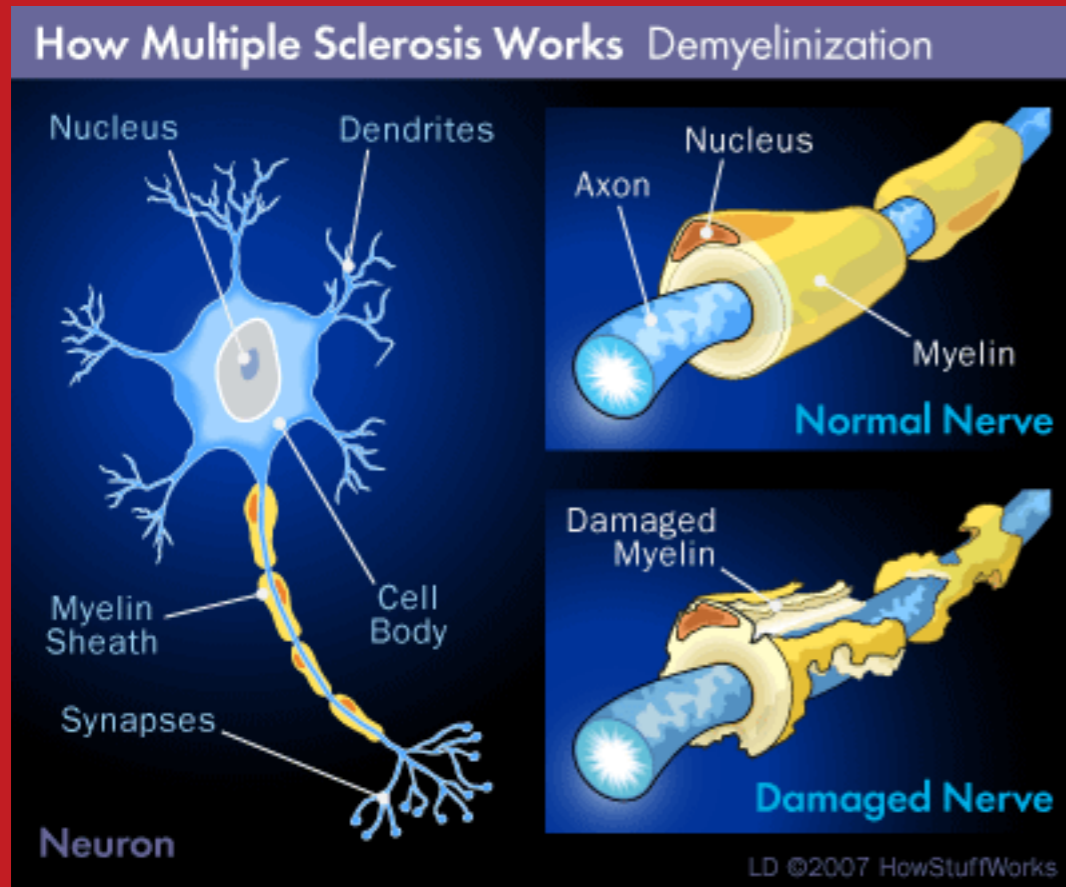 How Multiple Sclerosis Works Demyelinization
Nucleus
Dendrites
Myelin
Sheath
Cell
Body
Synapses
Neuron
Nucleus
Axon
Myelin
Normal Nerve
Damaged
Myelin
Damaged Nerve
LD ©2007 HowStuffWorks